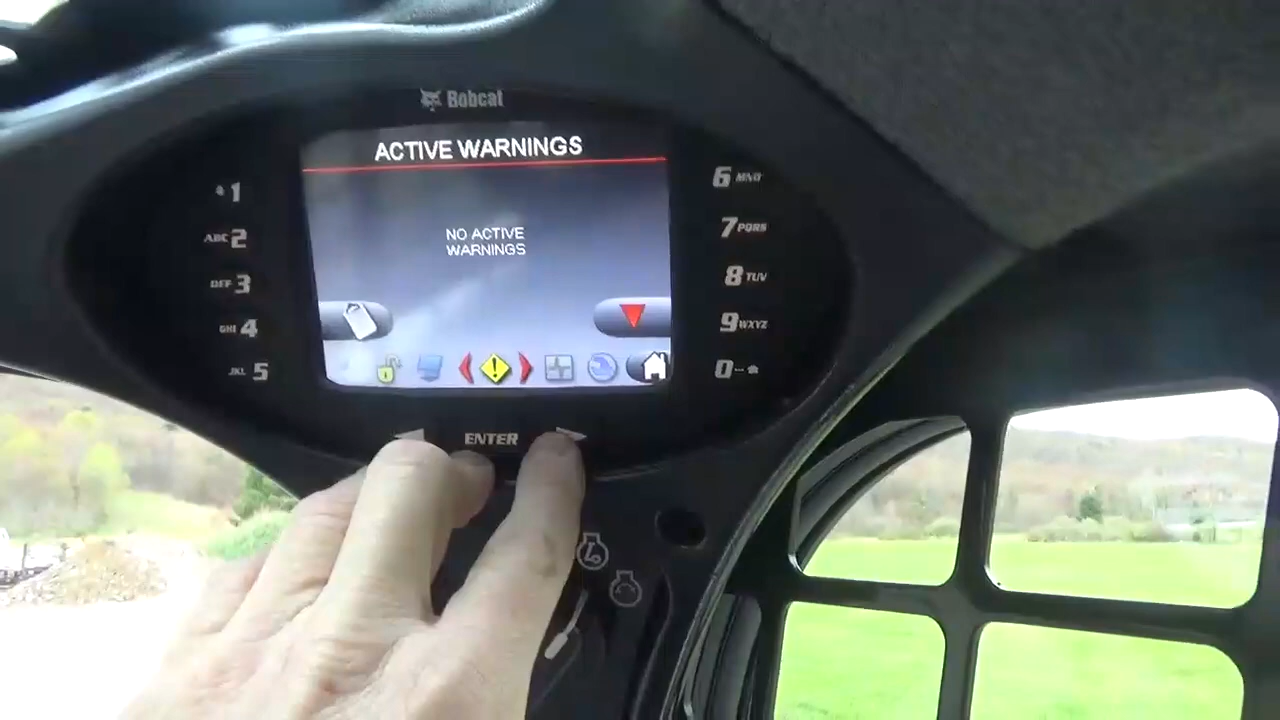 Bobcat
ACTIVE WARNINGS
NO ACTIVE
WARNINGS
1
ABC 2
DEF 3
GHI 4
JKL 5
6 MNO
7 PQRS
8 TUV
9 WXYZ
0
ENTER